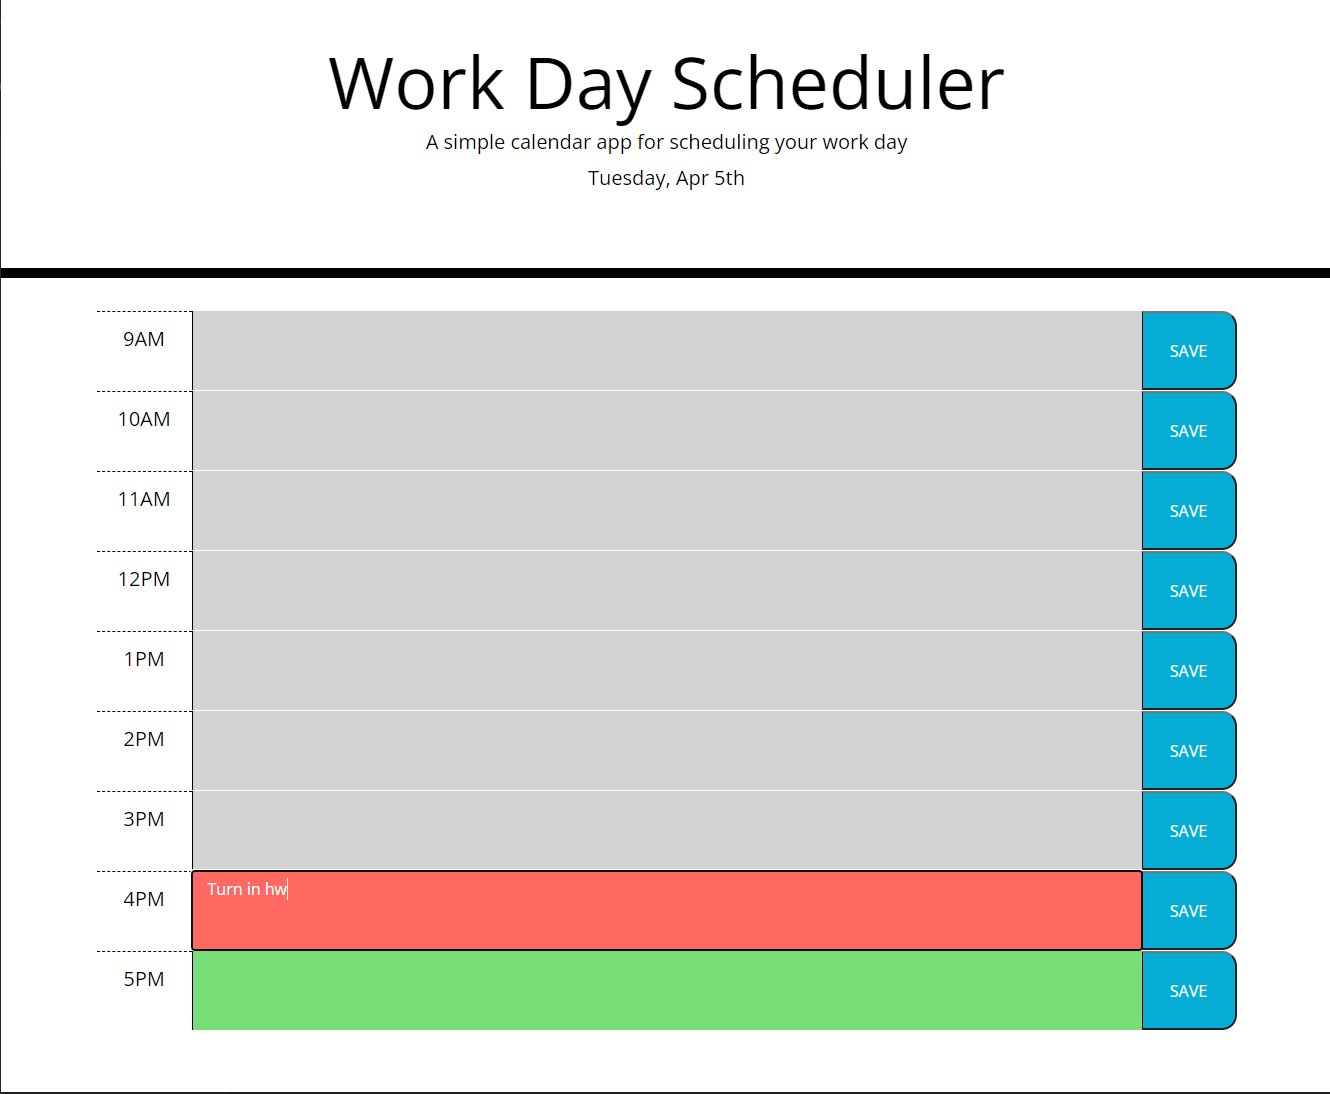 Work Day Scheduler
A simple calendar app for scheduling your work day
Tuesday, Apr 5th
9AM
SAVE
10AM
SAVE
11AM
SAVE
12PM
SAVE
1PM
SAVE
2PM
SAVE
3PM
SAVE
4PM
Turn in hw
SAVE
5PM
SAVE